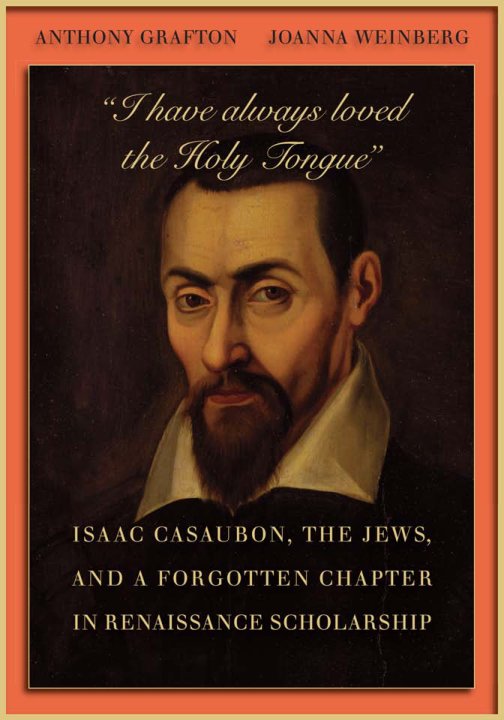 ANTHONY GRAFTON JOANNA WEINBERG
“I have always loved
the Holy Tongue”
ISAAC CASAUBON, THE JEWS,
AND A FORGOTTEN CHAPTER
IN RENAISSANCE SCHOLARSHIP